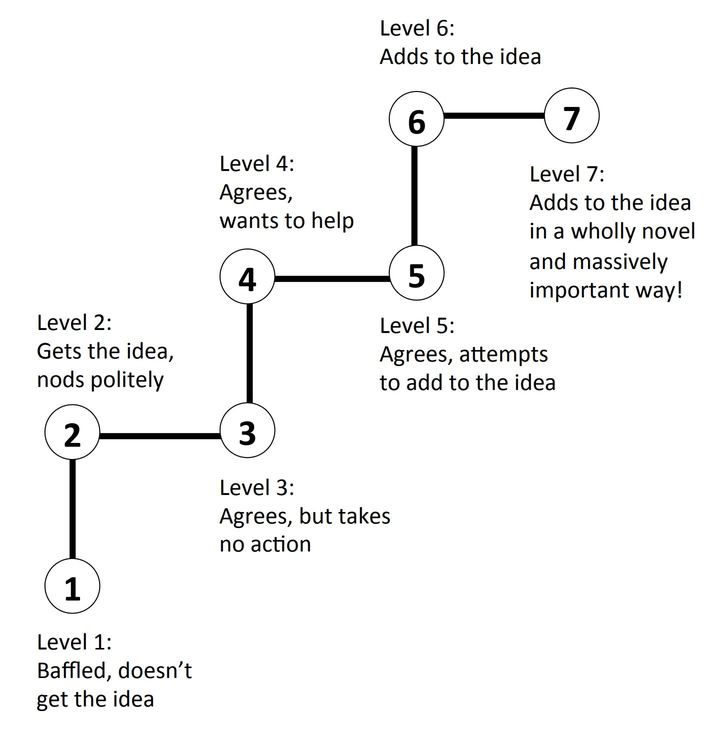 Level 6:
Adds to the idea
6
7
Level 4:
Agrees,
wants to help
Level 7:
Adds to the idea
in a wholly novel
and massively
important way!
4
5
Level 2:
Gets the idea,
nods politely
Level 5:
Agrees, attempts
to add to the idea
2
3
Level 3:
Agrees, but takes
no action
1
Level 1:
Baffled, doesn’t
get the idea